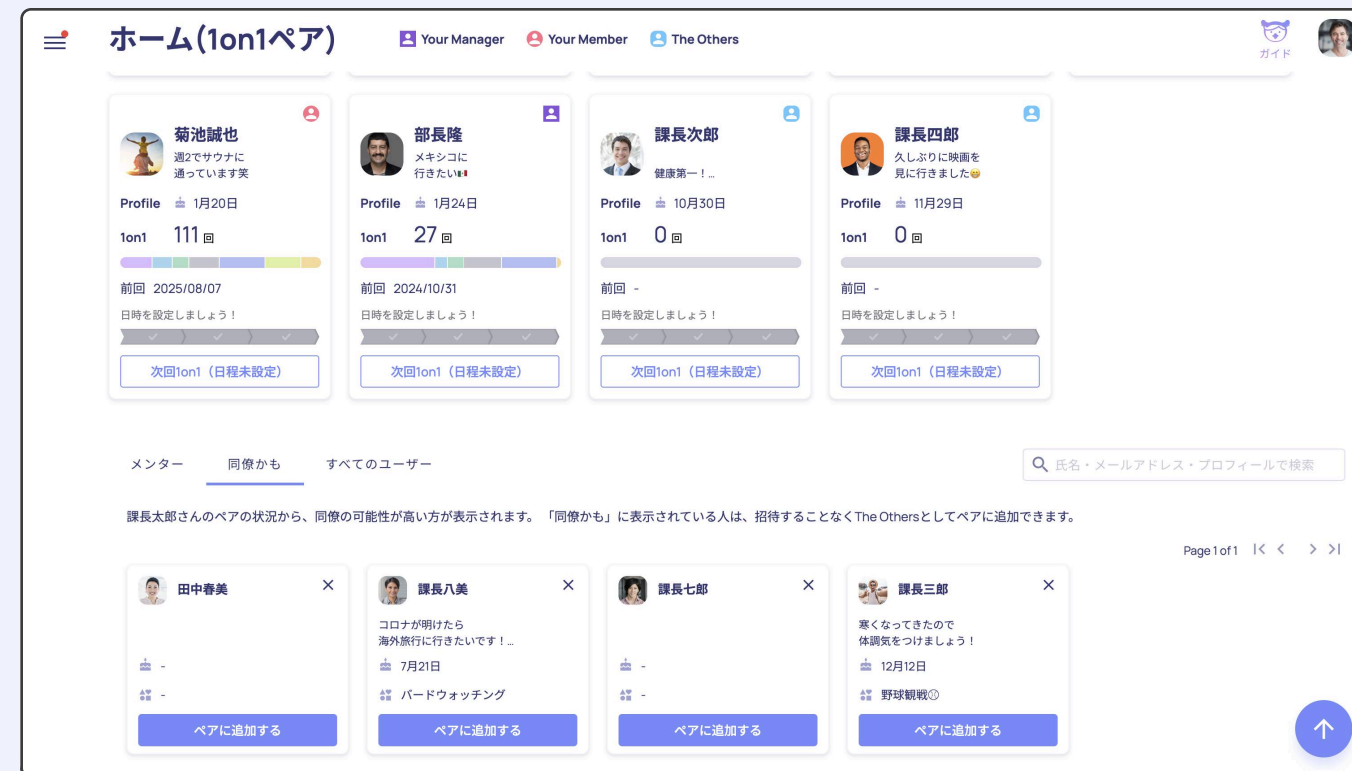 ホーム(1on1ペア)
Your Manager
Your Member
The Others
ガイド
菊池誠也
週2でサウナに
通っています笑
Profile 1月20日
1on1 111 回
前回 2025/08/07
日時を設定しましょう！
次回1on1（日程未設定）
部長隆
メキシコに
行きたい🇲🇽
Profile 1月24日
1on1 27 回
前回 2024/10/31
日時を設定しましょう！
次回1on1（日程未設定）
課長次郎
健康第一！...
Profile 10月30日
1on1 0 回
前回 -
日時を設定しましょう！
次回1on1（日程未設定）
課長四郎
久しぶりに映画を
見に行きました😁
Profile 11月29日
1on1 0 回
前回 -
日時を設定しましょう！
次回1on1（日程未設定）
メンター
同僚かも
すべてのユーザー
氏名・メールアドレス・プロフィールで検索
課長太郎さんのペアの状況から、同僚の可能性が高い方が表示されます。「同僚かも」に表示されている人は、招待することなくThe Othersとしてペアに追加できます。
Page 1 of 1
田中春美
-
-
ペアに追加する
課長八美
コロナが明けたら
海外旅行に行きたいです！...
7月21日
バードウォッチング
ペアに追加する
課長七郎
-
-
ペアに追加する
課長三郎
寒くなってきたので
体調気をつけましょう！
12月12日
野球観戦⚾
ペアに追加する